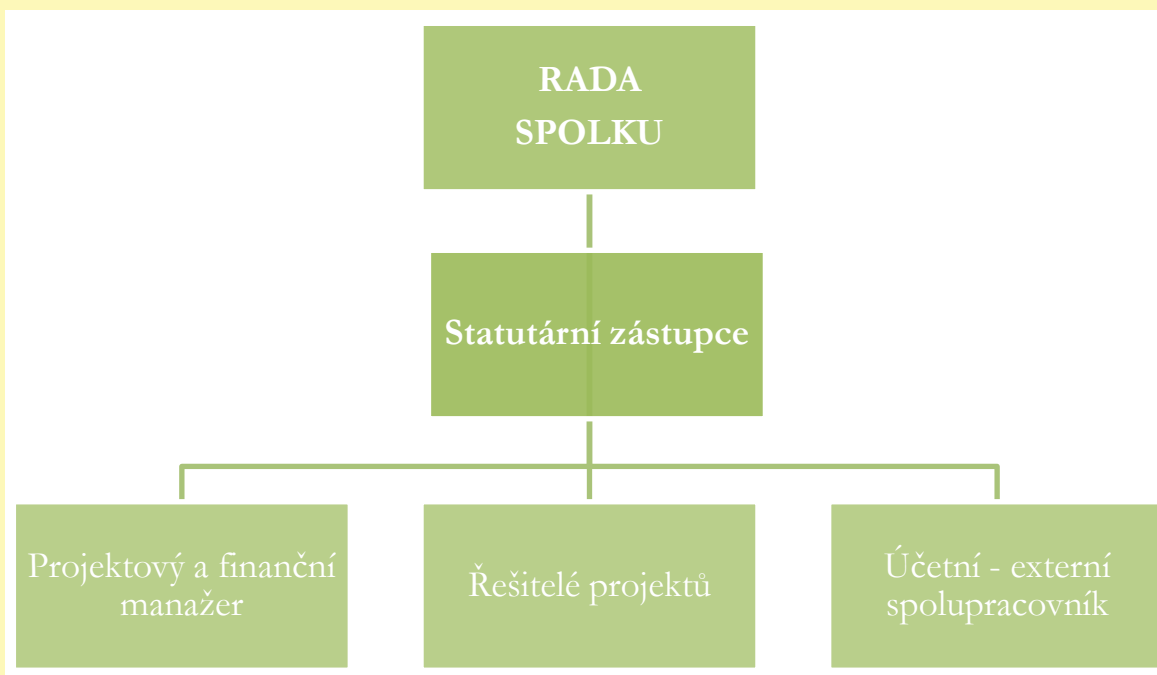 RADA
SPOLKU
Statutární zástupce
Projektový a finanční
manažer
Řešitelé projektů
Účetní - externí
spolupracovník